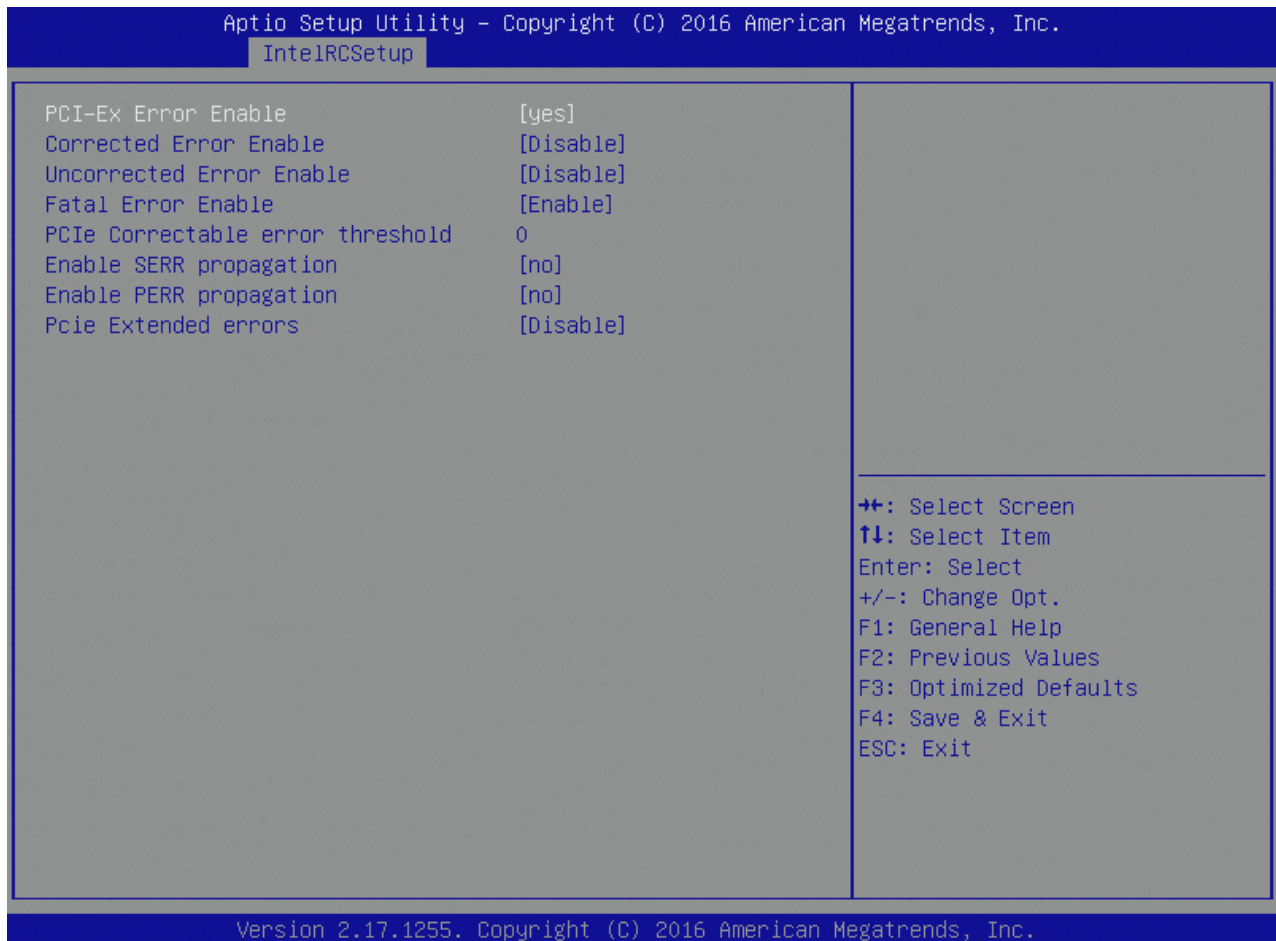 Aptio Setup Utility – Copyright (C) 2016 American Megatrends, Inc.
IntelRCSetup
PCI-Ex Error Enable [yes]
Corrected Error Enable [Disable]
Uncorrected Error Enable [Disable]
Fatal Error Enable [Enable]
PCIe Correctable error threshold 0
Enable SERR propagation [no]
Enable PERR propagation [no]
Pcie Extended errors [Disable]
→←: Select Screen
↑↓: Select Item
Enter: Select
+/-: Change Opt.
F1: General Help
F2: Previous Values
F3: Optimized Defaults
F4: Save & Exit
ESC: Exit
Version 2.17.1255. Copyright (C) 2016 American Megatrends, Inc.